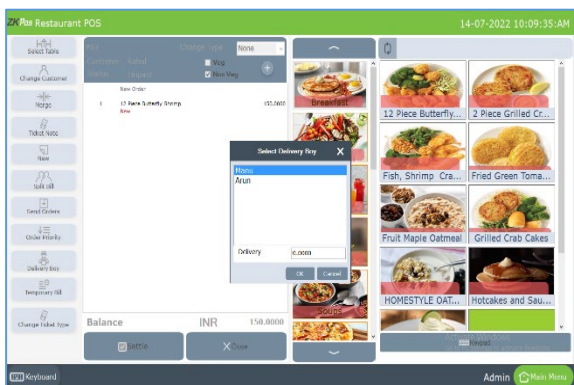 ZKPos Restaurant POS
14-07-2022 10:09:35:AM
Select Table
Change Customer
Merge
Ticket Note
New
Split Bill
Send Orders
Order Priority
Delivery Boy
Temporary Bill
Change Ticket Type
Change Type
None
Veg
Non Veg
New Order
1 12 Piece Butterfly Shrimp 150.0000
New
Balance INR 150.0000
Settle
Close
Breakfast
Soups
Select Delivery Boy X
Manu
Arun
Delivery 0.0000
OK Cancel
12 Piece Butterfly...
2 Piece Grilled Cr...
Fish, Shrimp Cra...
Fried Green Toma...
Fruit Maple Oatmeal
Grilled Crab Cakes
HOMESTYLE OAT...
Hotcakes and Sau...
Keypad
Keyboard
Admin
Main Menu